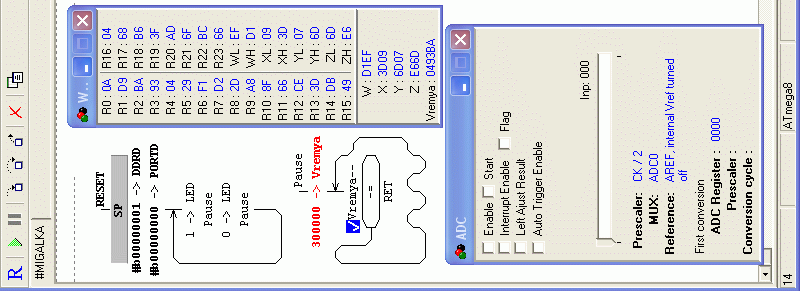 R
#MIGALKA
RESET
SP
#b00000001 -> DDRD
#b00000000 -> PORTD
1 -> LED
Pause
0 -> LED
Pause
Pause
300000 -> Vremya
Vremya--
-=
RET
W..
R0: 0A R16: 04
R1: D9 R17: 68
R2: BA R18: B6
R3: 93 R19: 3F
R4: 04 R20: AD
R5: 29 R21: 6F
R6: F1 R22: BC
R7: D2 R23: 66
R8: 2D WL: EF
R9: A8 WH: D1
R10: 8F XL: 09
R11: 66 XH: 3D
R12: CE YL: 07
R13: 3D YH: 6D
R14: DB ZL: 6D
R15: 49 ZH: E6
W: D1EF
X: 3D09
Y: 6D07
Z: E66D
Vremya: 0493BA
ADC
Enable Start
Interrupt Enable Flag
Left Ajust Result
Auto Trigger Enable
Inp: 000
Prescaler: CK / 2
MUX: ADC0
Reference: AREF, internal Vref turned
off
First conversion
ADC Register: 0000
Prescaler:
Conversion cycle:
14 ATmega8